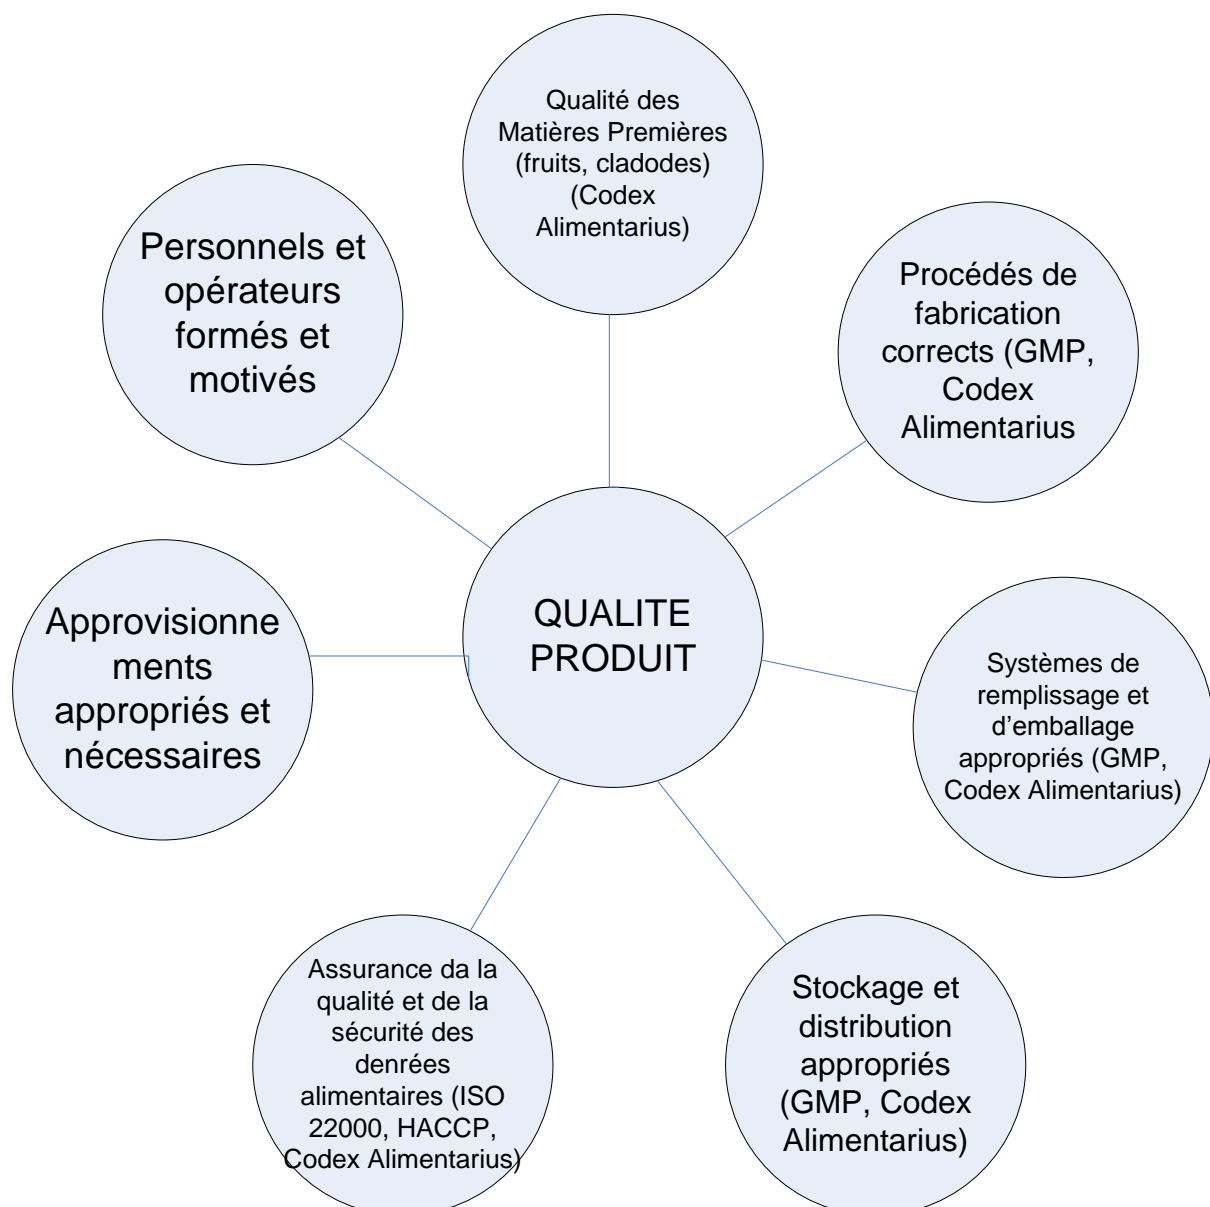 Qualité des
Matières Premières
(fruits, cladodes)
(Codex
Alimentarius)
Personnels et
opérateurs
formés et
motivés
Procédés de
fabrication
corrects (GMP,
Codex
Alimentarius
QUALITE
PRODUIT
Approvisionne
ments
appropriés et
nécessaires
Systèmes de
remplissage et
d’emballage
appropriés (GMP,
Codex Alimentarius)
Assurance da la
qualité et de la
sécurité des
denrées
alimentaires (ISO
22000, HACCP,
Codex Alimentarius)
Stockage et
distribution
appropriés
(GMP, Codex
Alimentarius)